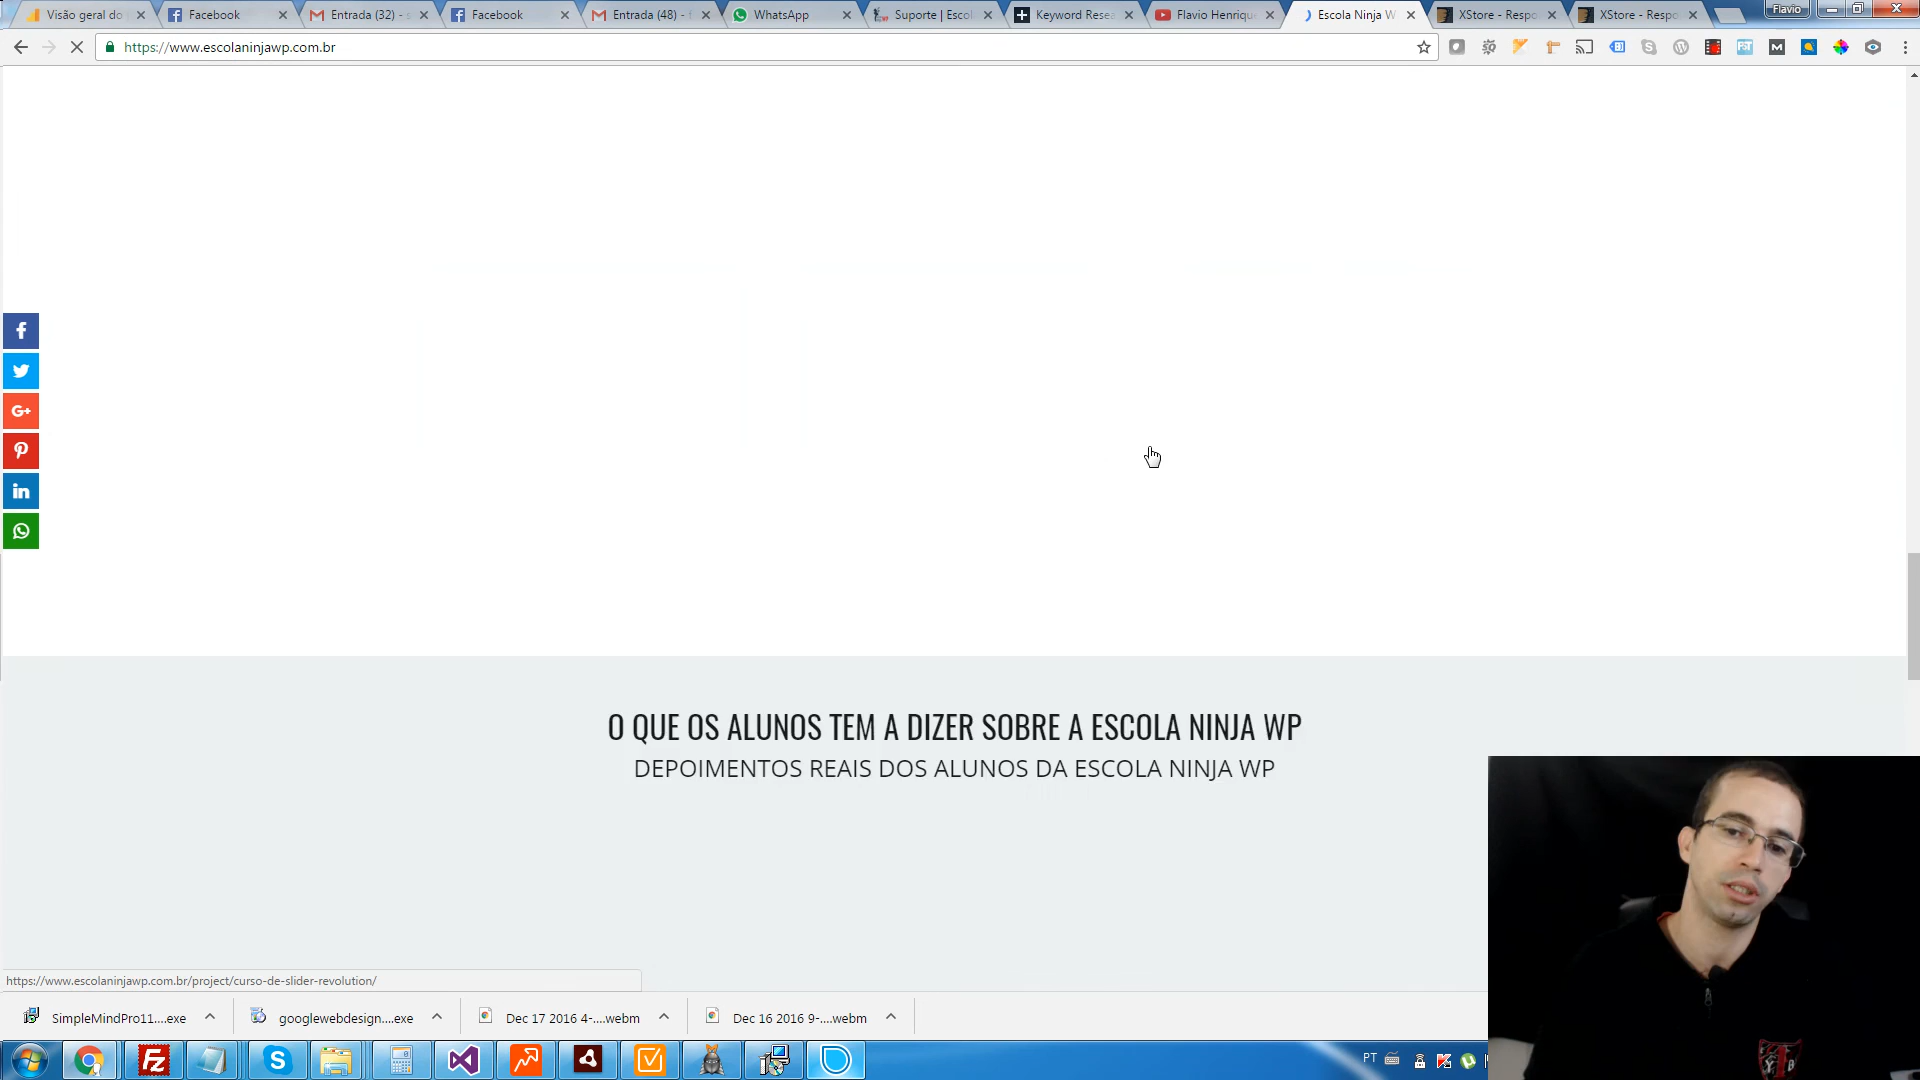 Visão geral do
Facebook
Entrada (32) - s
Facebook
Entrada (48) - f
WhatsApp
Suporte | Escol
Keyword Resea
Flavio Henrique
Escola Ninja W
XStore - Respo
XStore - Respo
Flavio
https://www.escolaninjawp.com.br
O QUE OS ALUNOS TEM A DIZER SOBRE A ESCOLA NINJA WP
DEPOIMENTOS REAIS DOS ALUNOS DA ESCOLA NINJA WP
https://www.escolaninjawp.com.br/project/curso-de-slider-revolution/
SimpleMindPro11....exe
googlewebdesign....exe
Dec 17 2016 4-....webm
Dec 16 2016 9-....webm
PT